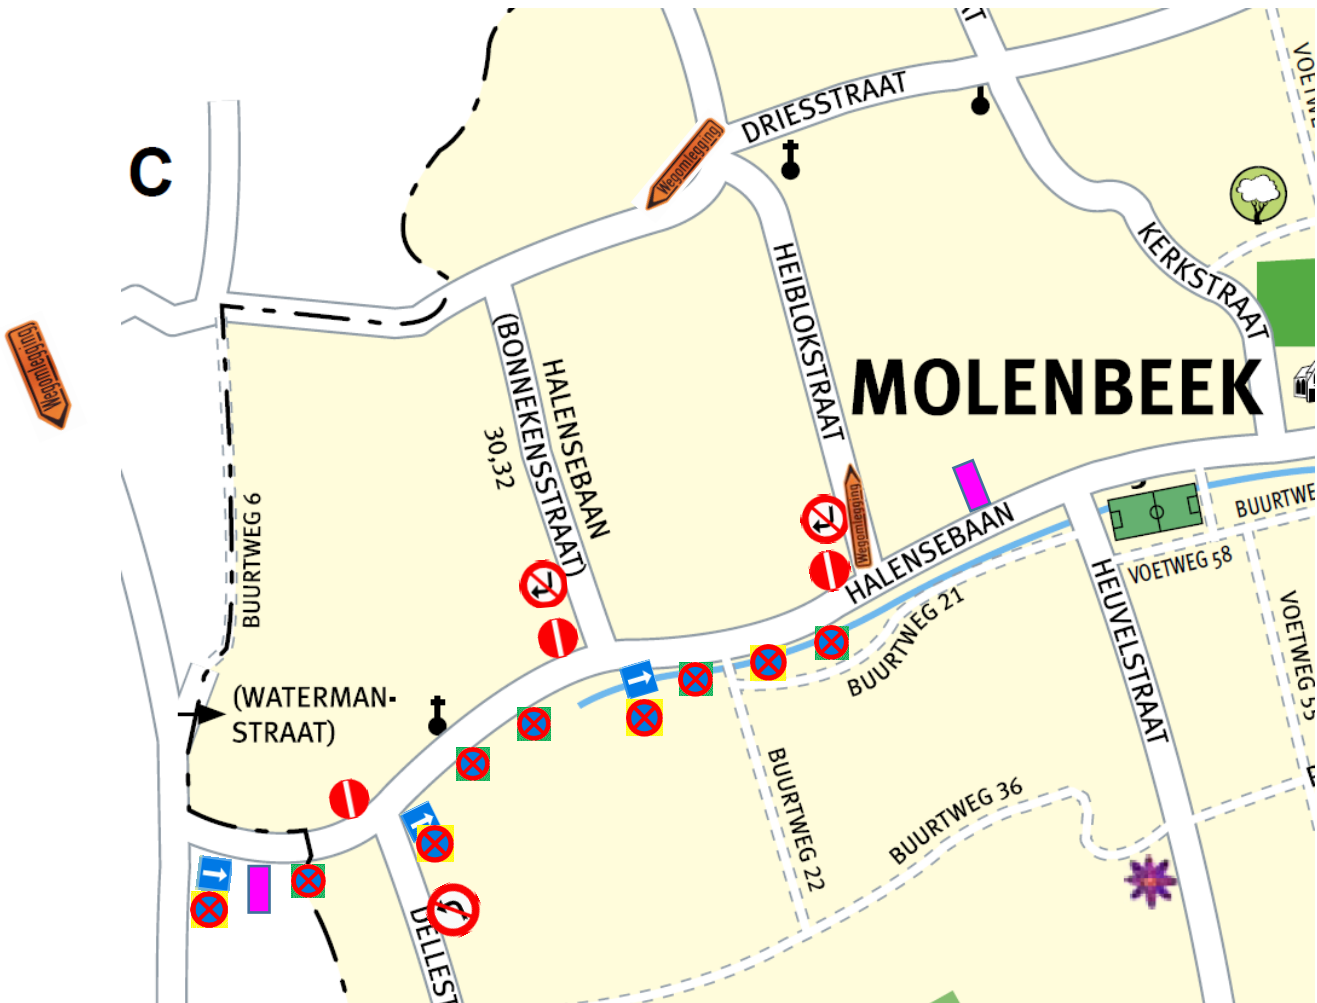 C
DRIESSTRAAT
Wegomlegging
Wegomlegging
HEIBLOKSTRAAT
KERKSTRAAT
(BONNEKENSSTRAAT)
HALENSEBAAN
30,32
MOLENBEEK
BUURTWEG 6
Wegomlegging
HALENSEBAAN
BUURTWE
VOETWEG 58
HEUVELSTRAAT
VOETWEG 55
BUURTWEG 21
(WATERMAN-
STRAAT)
BUURTWEG 22
BUURTWEG 36
DELLEST